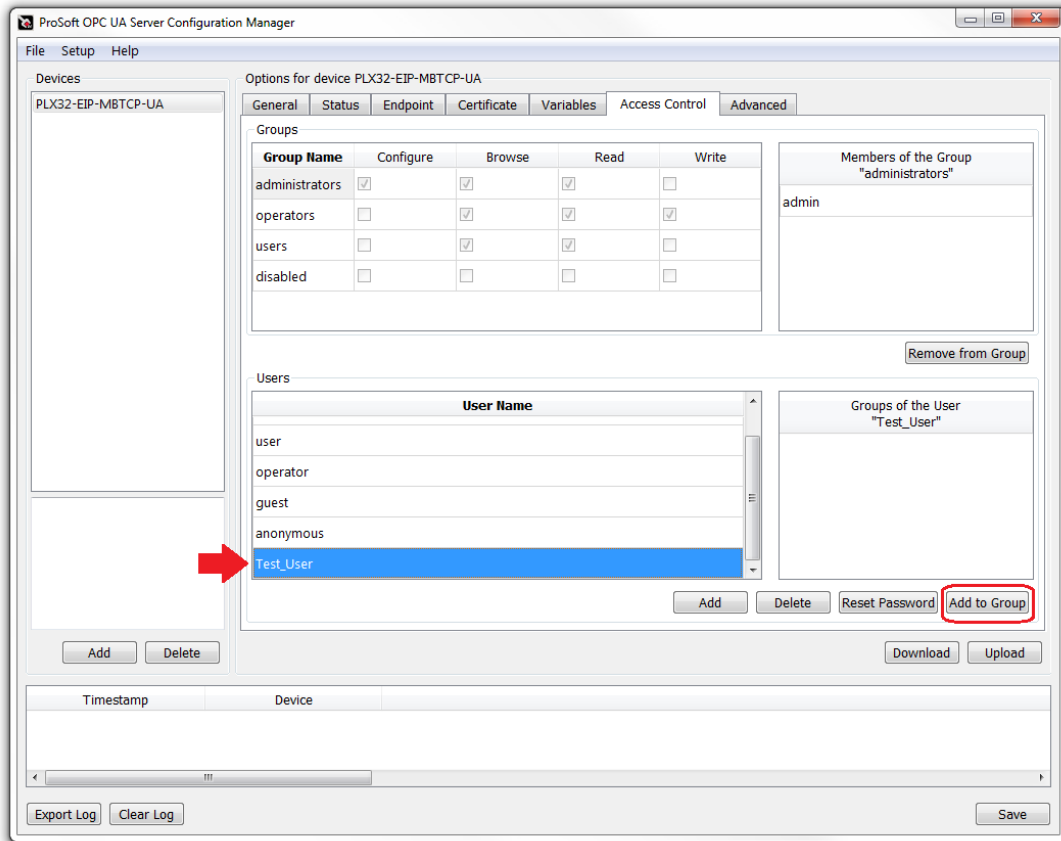 ProSoft OPC UA Server Configuration Manager
File Setup Help
Devices
PLX32-EIP-MBTCP-UA
Add Delete
Options for device PLX32-EIP-MBTCP-UA
General Status Endpoint Certificate Variables Access Control Advanced
Groups
Group Name Configure Browse Read Write
administrators
operators
users
disabled
Members of the Group
"administrators"
admin
Remove from Group
Users
User Name
user
operator
guest
anonymous
Test_User
Groups of the User
"Test_User"
Add Delete Reset Password Add to Group
Download Upload
Timestamp Device
Export Log Clear Log Save